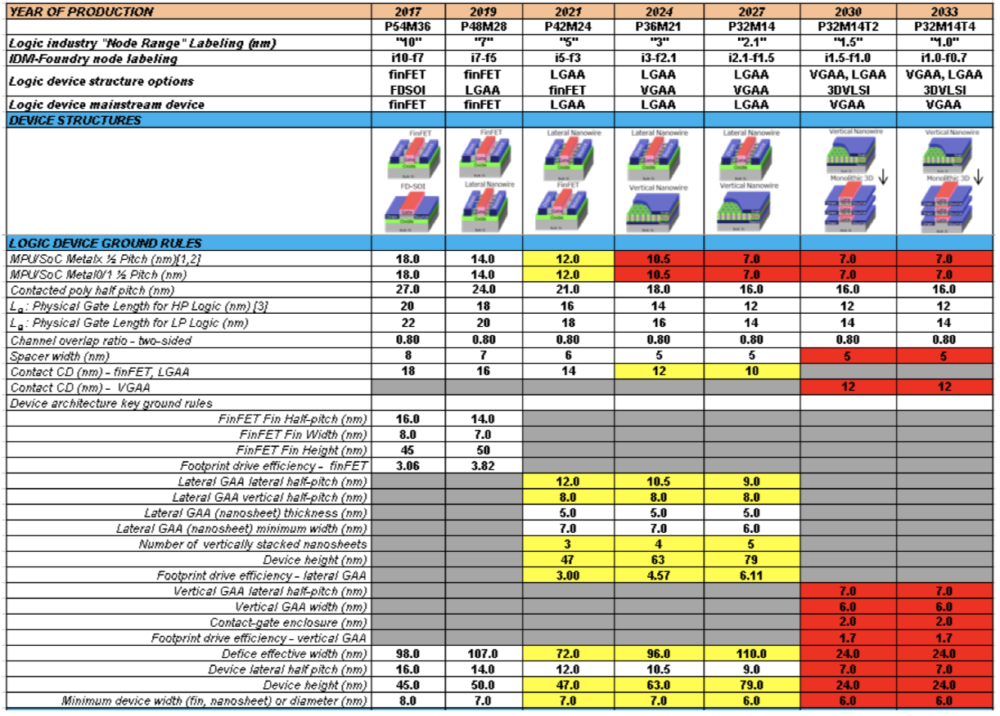 YEAR OF PRODUCTION 2017 2019 2021 2024 2027 2030 2033
P54M36 P48M28 P42M24 P36M21 P32M14 P32M14T2 P32M14T4
Logic industry "Node Range" Labeling (nm) "10" "7" "5" "3" "2.1" "1.5" "1.0"
IDM-Foundry node labeling i10-f7 i7-f5 i5-f3 i3-f2.1 i2.1-f1.5 i1.5-f1.0 i1.0-f0.7
Logic device structure options finFET finFET LGAA LGAA LGAA VGAA, LGAA VGAA, LGAA
FDSOI LGAA finFET VGAA VGAA 3DVLSI 3DVLSI
Logic device mainstream device finFET finFET LGAA LGAA LGAA VGAA VGAA
DEVICE STRUCTURES
FinFET FinFET Lateral Nanowire Lateral Nanowire Lateral Nanowire Vertical Nanowire Vertical Nanowire
FD-SOI Lateral Nanowire FinFET Vertical Nanowire Vertical Nanowire Monolithic 3D Monolithic 3D
LOGIC DEVICE GROUND RULES
MPU/SoC Metalx ½ Pitch (nm)[1,2] 18.0 14.0 12.0 10.5 7.0 7.0 7.0
MPU/SoC Metal0/1 ½ Pitch (nm) 18.0 14.0 12.0 10.5 7.0 7.0 7.0
Contacted poly half pitch (nm) 27.0 24.0 21.0 18.0 16.0 16.0 16.0
Lg: Physical Gate Length for HP Logic (nm) [3] 20 18 16 14 12 12 12
Lg: Physical Gate Length for LP Logic (nm) 22 20 18 16 14 14 14
Channel overlap ratio - two-sided 0.80 0.80 0.80 0.80 0.80 0.80 0.80
Spacer width (nm) 8 7 6 5 5 5 5
Contact CD (nm) - finFET, LGAA 18 16 14 12 10
Contact CD (nm) - VGAA 12 12
Device architecture key ground rules
FinFET Fin Half-pitch (nm) 16.0 14.0
FinFET Fin Width (nm) 8.0 7.0
FinFET Fin Height (nm) 45 50
Footprint drive efficiency - finFET 3.06 3.82
Lateral GAA lateral half-pitch (nm) 12.0 10.5 9.0
Lateral GAA vertical half-pitch (nm) 8.0 8.0 8.0
Lateral GAA (nanosheet) thickness (nm) 5.0 5.0 5.0
Lateral GAA (nanosheet) minimum width (nm) 7.0 7.0 6.0
Number of vertically stacked nanosheets 3 4 5
Device height (nm) 47 63 79
Footprint drive efficiency - lateral GAA 3.00 4.57 6.11
Vertical GAA lateral half-pitch (nm) 7.0 7.0
Vertical GAA width (nm) 6.0 6.0
Contact-gate enclosure (nm) 2.0 2.0
Footprint drive efficiency - vertical GAA 1.7 1.7
Defice effective width (nm) 98.0 107.0 72.0 96.0 110.0 24.0 24.0
Device lateral half pitch (nm) 16.0 14.0 12.0 10.5 9.0 7.0 7.0
Device height (nm) 45.0 50.0 47.0 63.0 79.0 24.0 24.0
Minimum device width (fin, nanosheet) or diameter (nm) 8.0 7.0 7.0 7.0 6.0 6.0 6.0